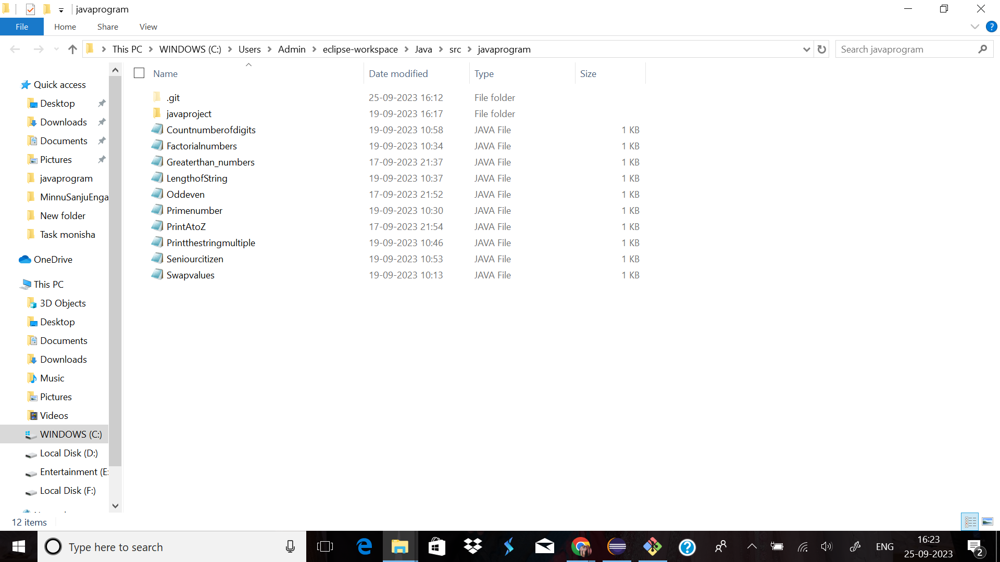 javaprogram
File Home Share View
This PC WINDOWS (C:) Users Admin eclipse-workspace Java src javaprogram
Search javaprogram
Name Date modified Type Size
Quick access
Desktop
Downloads
Documents
Pictures
javaprogram
MinnuSanjuEnga
New folder
Task monisha
OneDrive
This PC
3D Objects
Desktop
Documents
Downloads
Music
Pictures
Videos
WINDOWS (C:)
Local Disk (D:)
Entertainment (E:
Local Disk (F:)
.git 25-09-2023 16:12 File folder
javaproject 19-09-2023 16:17 File folder
Countnumberofdigits 19-09-2023 10:58 JAVA File 1 KB
Factorialnumbers 19-09-2023 10:34 JAVA File 1 KB
Greaterthan_numbers 17-09-2023 21:37 JAVA File 1 KB
LengthofString 19-09-2023 10:37 JAVA File 1 KB
Oddeven 17-09-2023 21:52 JAVA File 1 KB
Primenumber 19-09-2023 10:30 JAVA File 1 KB
PrintAtoZ 17-09-2023 21:54 JAVA File 1 KB
Printthestringmultiple 19-09-2023 10:46 JAVA File 1 KB
Seniourcitizen 19-09-2023 10:53 JAVA File 1 KB
Swapvalues 19-09-2023 10:13 JAVA File 1 KB
12 items
Type here to search
ENG
16:23
25-09-2023
2